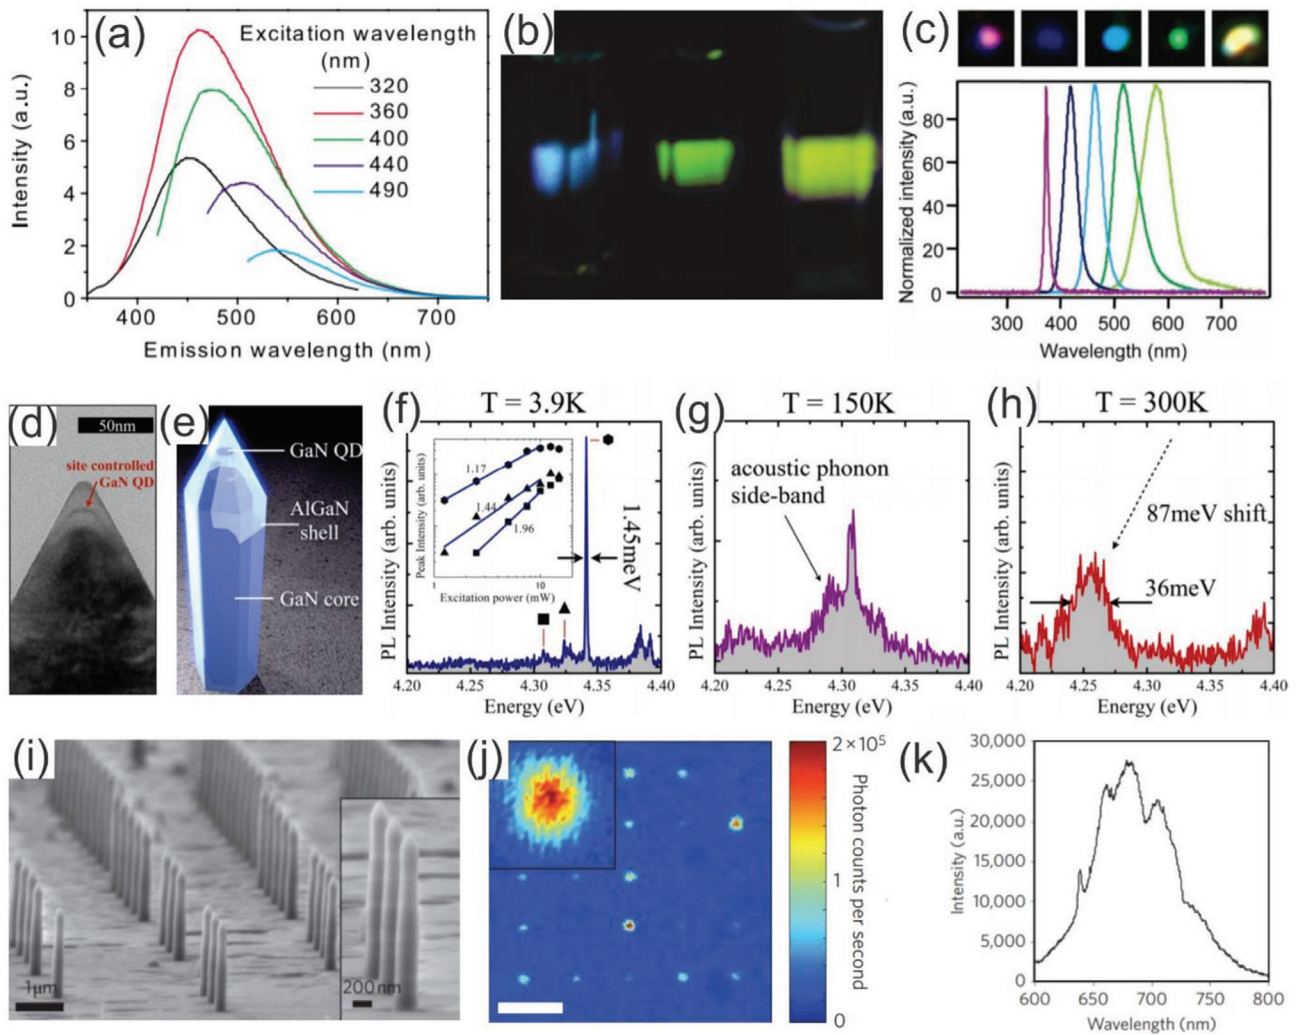 (a)
Excitation wavelength
(nm)
320
360
400
440
490
10
8
6
4
2
0
Intensity (a.u.)
400
500
600
700
Emission wavelength (nm)
(b)
(c)
Normalized intensity (a.u.)
80
60
40
20
0
300
400
500
600
700
Wavelength (nm)
(d)
50nm
site controlled
GaN QD
(e)
GaN QD
AlGaN
shell
GaN core
(f)
T = 3.9K
PL Intensity (arb. units)
Peak Intensity (arb. units)
1.17
1.44
1.96
1
10
Excitation power (mW)
1.45meV
4.20
4.25
4.30
4.35
4.40
Energy (eV)
(g)
T = 150K
PL Intensity (arb. units)
acoustic phonon
side-band
4.20
4.25
4.30
4.35
4.40
Energy (eV)
(h)
T = 300K
PL Intensity (arb. units)
87meV shift
36meV
4.20
4.25
4.30
4.35
4.40
Energy (eV)
(i)
1μm
200nm
(j)
2×10⁵
1
0
Photon counts per second
(k)
30,000
25,000
20,000
15,000
10,000
5,000
0
Intensity (a.u.)
600
650
700
750
800
Wavelength (nm)